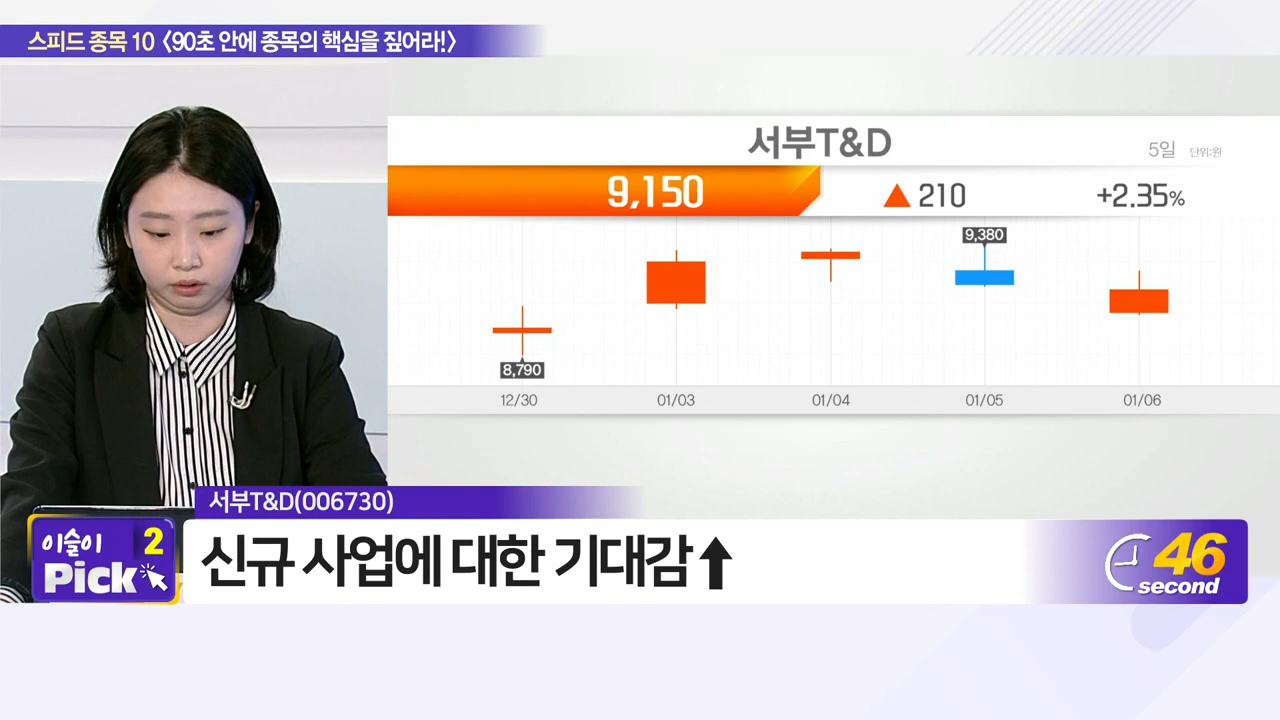 스피드 종목 10 〈90초 안에 종목의 핵심을 짚어라!〉
서부T&D
5일 단위:원
9,150 ▲210 +2.35%
9,380
8,790
12/30 01/03 01/04 01/05 01/06
서부T&D(006730)
이슬이 2
Pick
신규 사업에 대한 기대감↑
46
second